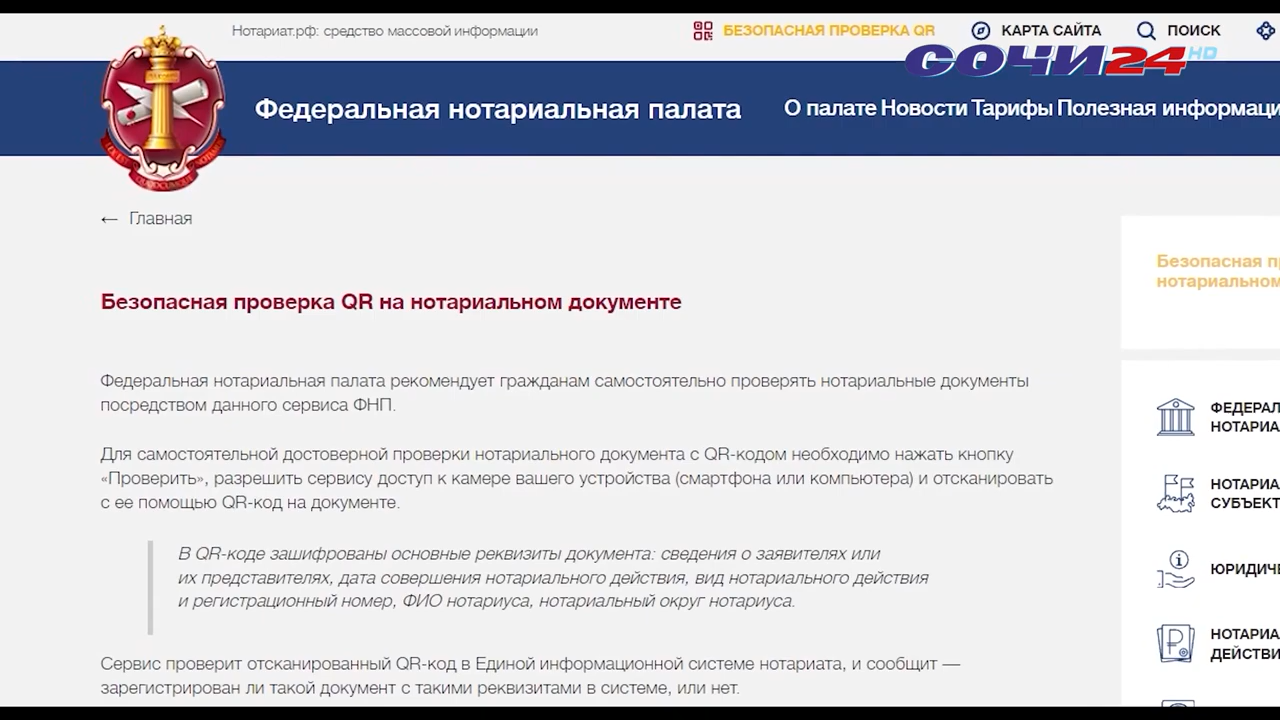 Нотариат.рф: средство массовой информации
БЕЗОПАСНАЯ ПРОВЕРКА QR
КАРТА САЙТА
ПОИСК
СОЧИ24 HD
Федеральная нотариальная палата
О палате Новости Тарифы Полезная информаци
← Главная
Безопасная проверка QR на нотариальном документе
Федеральная нотариальная палата рекомендует гражданам самостоятельно проверять нотариальные документы
посредством данного сервиса ФНП.
Для самостоятельной достоверной проверки нотариального документа с QR-кодом необходимо нажать кнопку
«Проверить», разрешить сервису доступ к камере вашего устройства (смартфона или компьютера) и отсканировать
с ее помощью QR-код на документе.
В QR-коде зашифрованы основные реквизиты документа: сведения о заявителях или
их представителях, дата совершения нотариального действия, вид нотариального действия
и регистрационный номер, ФИО нотариуса, нотариальный округ нотариуса.
Сервис проверит отсканированный QR-код в Единой информационной системе нотариата, и сообщит —
зарегистрирован ли такой документ с такими реквизитами в системе, или нет.
Безопасная п
нотариальном
ФЕДЕРАЛ
НОТАРИА
НОТАРИА
СУБЪЕКТ
ЮРИДИЧЕ
НОТАРИА
ДЕЙСТВИ